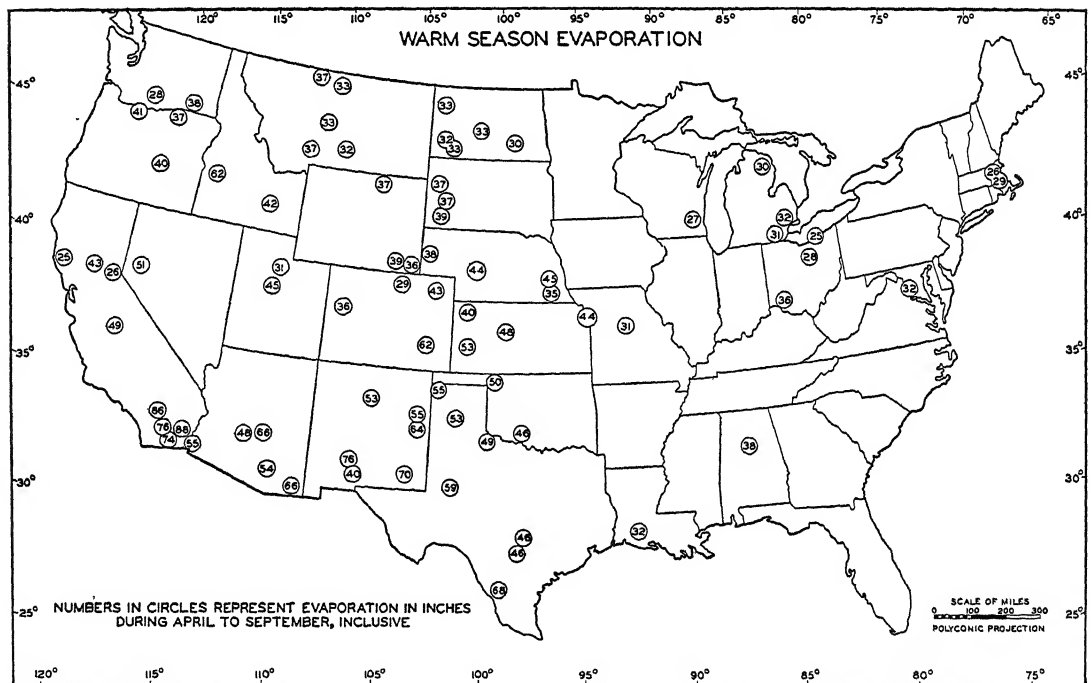 120° 115° 110° 105° 100° 95° 90° 85° 80° 75° 70° 65°
WARM SEASON EVAPORATION
45° 45°
37 33
28 38 33
41 37 33 33 26
32 33 30 29
37 32 30
40 62 37 37
42 37 27 32
40° 39 31 25 40°
25 43 26 51 31 39 36 38 44 28
45 29 43 45 35 36 32
49 36 40 44 31
48
35° 62 53 35°
53 55 50
86 55 52
76 88 48 66 64 49 46 38
74 55
54 76 40 70 59
30° 66 30°
32
46
46
68
25° 25°
NUMBERS IN CIRCLES REPRESENT EVAPORATION IN INCHES
DURING APRIL TO SEPTEMBER, INCLUSIVE
SCALE OF MILES
0 100 200 300
POLYCONIC PROJECTION
120° 115° 110° 105° 100° 95° 90° 85° 80° 75°